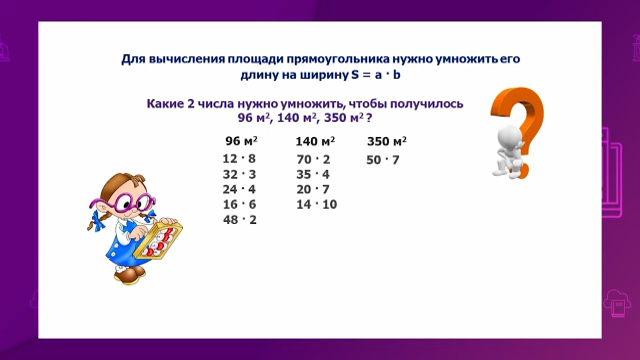 Для вычисления площади прямоугольника нужно умножить его
длину на ширину S = a · b
Какие 2 числа нужно умножить, чтобы получилось
96 м², 140 м², 350 м² ?
96 м² 140 м² 350 м²
12 · 8 70 · 2 50 · 7
32 · 3 35 · 4
24 · 4 20 · 7
16 · 6 14 · 10
48 · 2